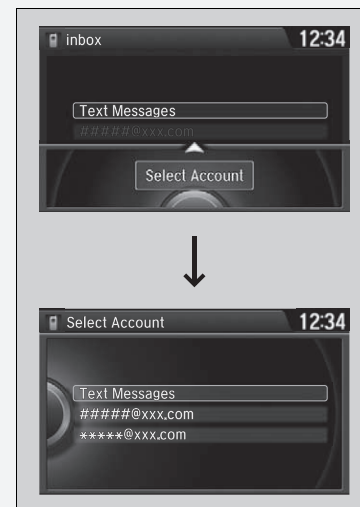 inbox 12:34
Text Messages
#####@xxx.com
Select Account
Select Account 12:34
Text Messages
#####@xxx.com
*****@xxx.com